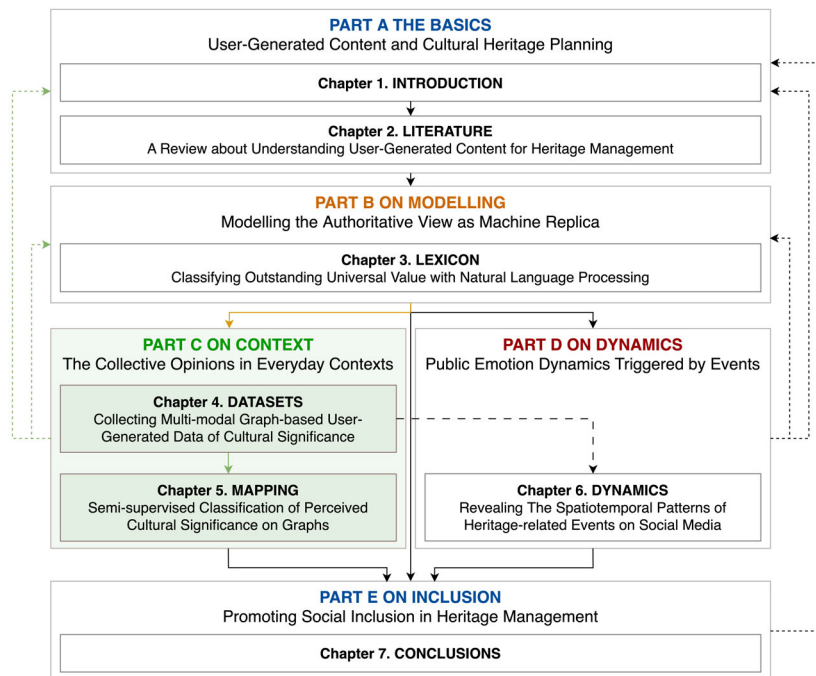 PART A THE BASICS
User-Generated Content and Cultural Heritage Planning
Chapter 1. INTRODUCTION
Chapter 2. LITERATURE
A Review about Understanding User-Generated Content for Heritage Management
PART B ON MODELLING
Modelling the Authoritative View as Machine Replica
Chapter 3. LEXICON
Classifying Outstanding Universal Value with Natural Language Processing
PART C ON CONTEXT
The Collective Opinions in Everyday Contexts
Chapter 4. DATASETS
Collecting Multi-modal Graph-based User-
Generated Data of Cultural Significance
Chapter 5. MAPPING
Semi-supervised Classification of Perceived
Cultural Significance on Graphs
PART D ON DYNAMICS
Public Emotion Dynamics Triggered by Events
Chapter 6. DYNAMICS
Revealing The Spatiotemporal Patterns of
Heritage-related Events on Social Media
PART E ON INCLUSION
Promoting Social Inclusion in Heritage Management
Chapter 7. CONCLUSIONS